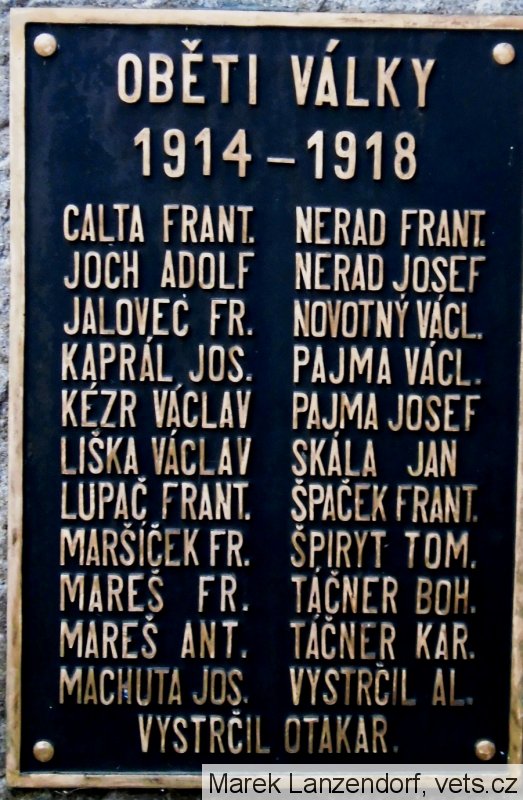 OBĚTI VÁLKY
1914 – 1918
CALTA FRANT.
JOCH ADOLF
JALOVEC FR.
KAPRÁL JOS.
KÉZR VÁCLAV
LIŠKA VÁCLAV
LUPAČ FRANT.
MARŠÍČEK FR.
MAREŠ FR.
MAREŠ ANT.
MACHUTA JOS.
NERAD FRANT.
NERAD JOSEF
NOVOTNÝ VÁCL.
PAJMA VÁCL.
PAJMA JOSEF
SKÁLA JAN
ŠPAČEK FRANT.
ŠPIRYT TOM.
TÁČNER BOH.
TÁČNER KAR.
VYSTRČIL AL.
VYSTRČIL OTAKAR.
Marek Lanzendorf, vets.cz